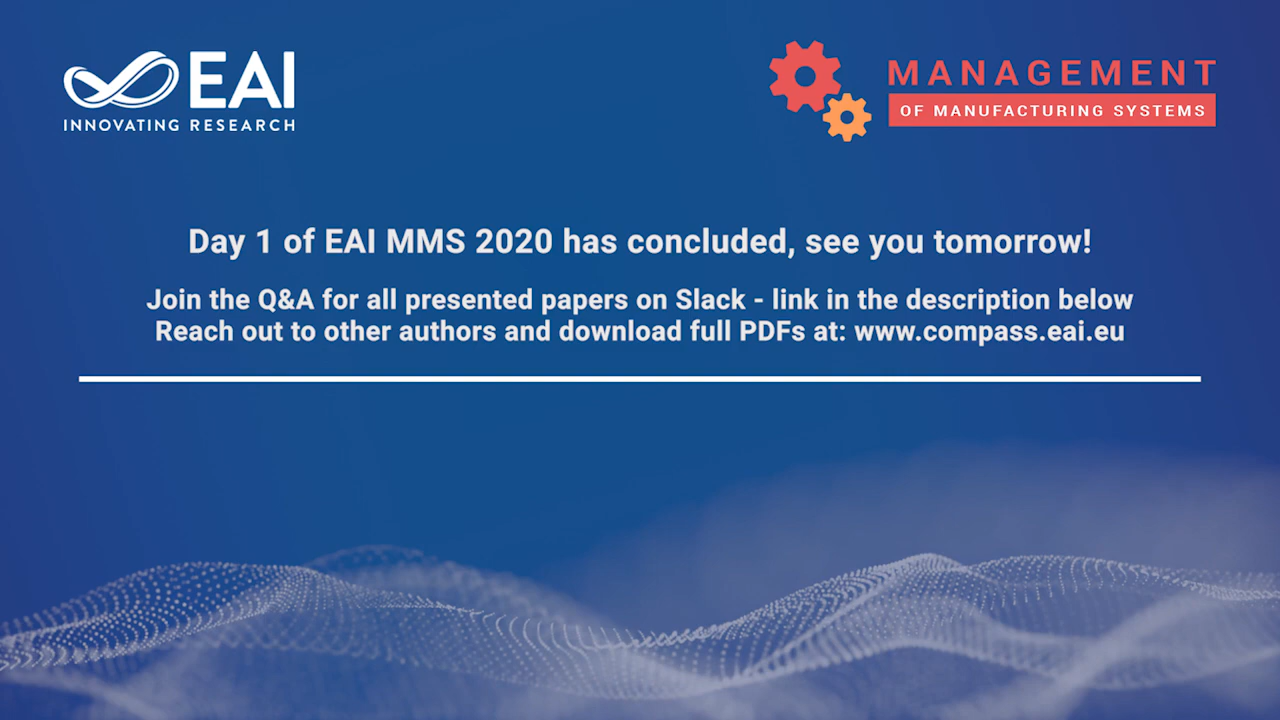 EAI
INNOVATING RESEARCH
MANAGEMENT
OF MANUFACTURING SYSTEMS
Day 1 of EAI MMS 2020 has concluded, see you tomorrow!
Join the Q&A for all presented papers on Slack - link in the description below
Reach out to other authors and download full PDFs at: www.compass.eai.eu